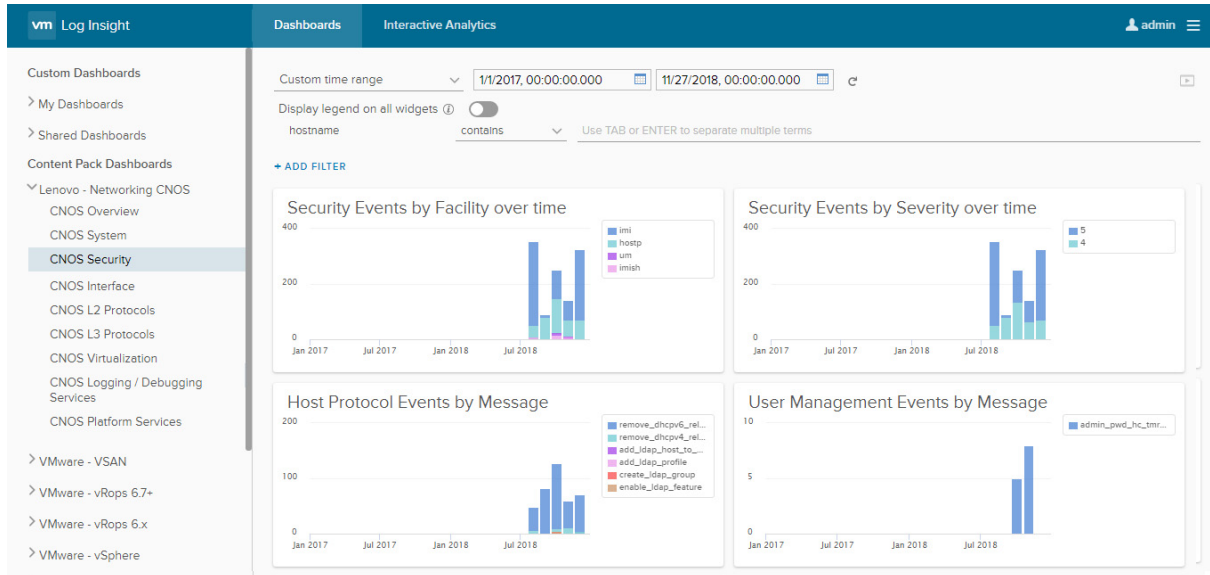 vm Log Insight
Dashboards
Interactive Analytics
admin
Custom Dashboards
My Dashboards
Shared Dashboards
Content Pack Dashboards
Lenovo - Networking CNOS
CNOS Overview
CNOS System
CNOS Security
CNOS Interface
CNOS L2 Protocols
CNOS L3 Protocols
CNOS Virtualization
CNOS Logging / Debugging
Services
CNOS Platform Services
VMware - VSAN
VMware - vRops 6.7+
VMware - vRops 6.x
VMware - vSphere
Custom time range
1/1/2017, 00:00:00.000
11/27/2018, 00:00:00.000
Display legend on all widgets i
hostname
contains
Use TAB or ENTER to separate multiple terms
+ ADD FILTER
Security Events by Facility over time
400
200
0
Jan 2017 Jul 2017 Jan 2018 Jul 2018
imi
hostp
um
imish
Security Events by Severity over time
400
200
0
Jan 2017 Jul 2017 Jan 2018 Jul 2018
5
4
Host Protocol Events by Message
200
100
0
Jan 2017 Jul 2017 Jan 2018 Jul 2018
remove_dhcpv6_rel...
remove_dhcpv4_rel...
add_ldap_host_to_...
add_ldap_profile
create_ldap_group
enable_ldap_feature
User Management Events by Message
10
5
0
Jan 2017 Jul 2017 Jan 2018 Jul 2018
admin_pwd_hc_tmr...